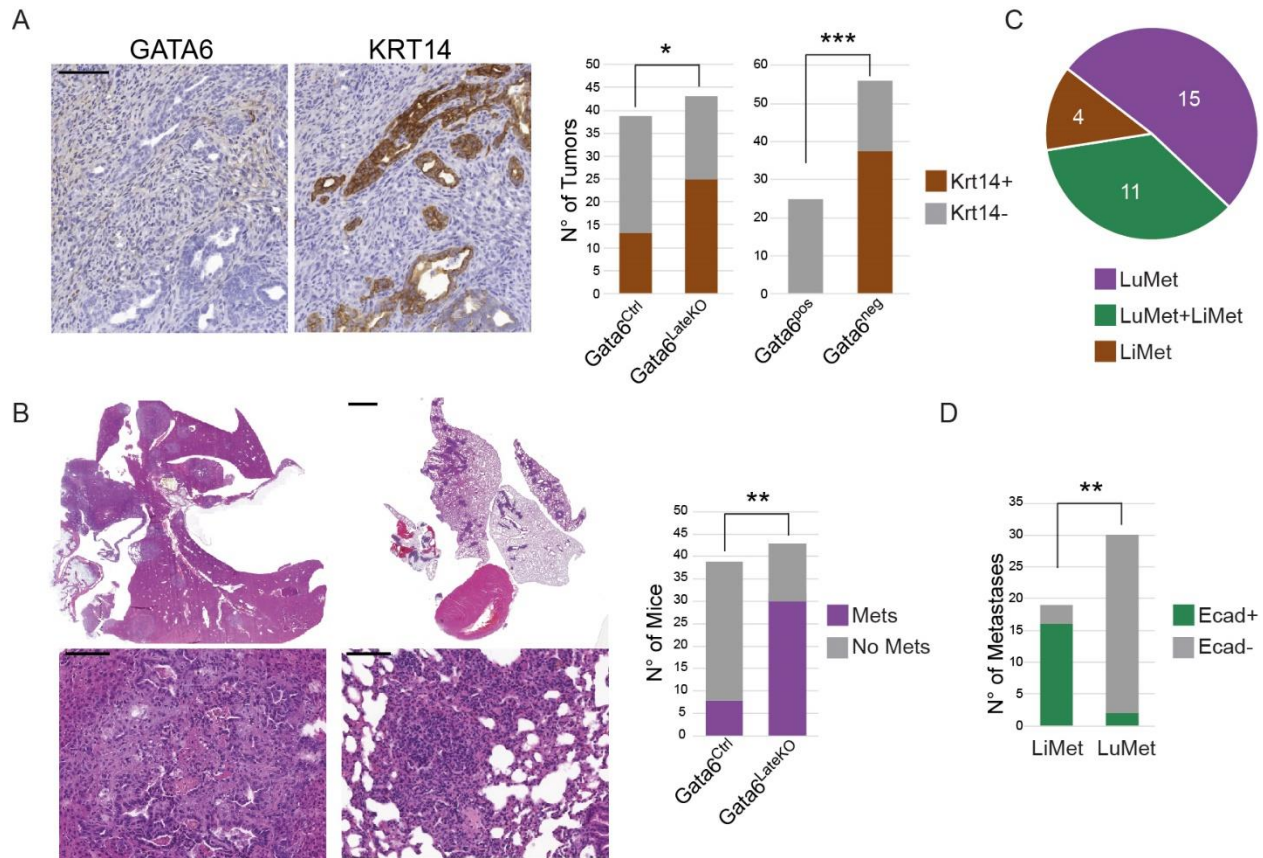 A
GATA6
KRT14
N° of Tumors
50
45
40
35
30
25
20
15
10
5
0
*
Gata6Ctrl
Gata6LateKO
60
50
40
30
20
10
0
***
Gata6pos
Gata6neg
Krt14+
Krt14-
C
15
4
11
LuMet
LuMet+LiMet
LiMet
B
N° of Mice
50
45
40
35
30
25
20
15
10
5
0
**
Gata6Ctrl
Gata6LateKO
Mets
No Mets
D
N° of Metastases
35
30
25
20
15
10
5
0
**
LiMet
LuMet
Ecad+
Ecad-